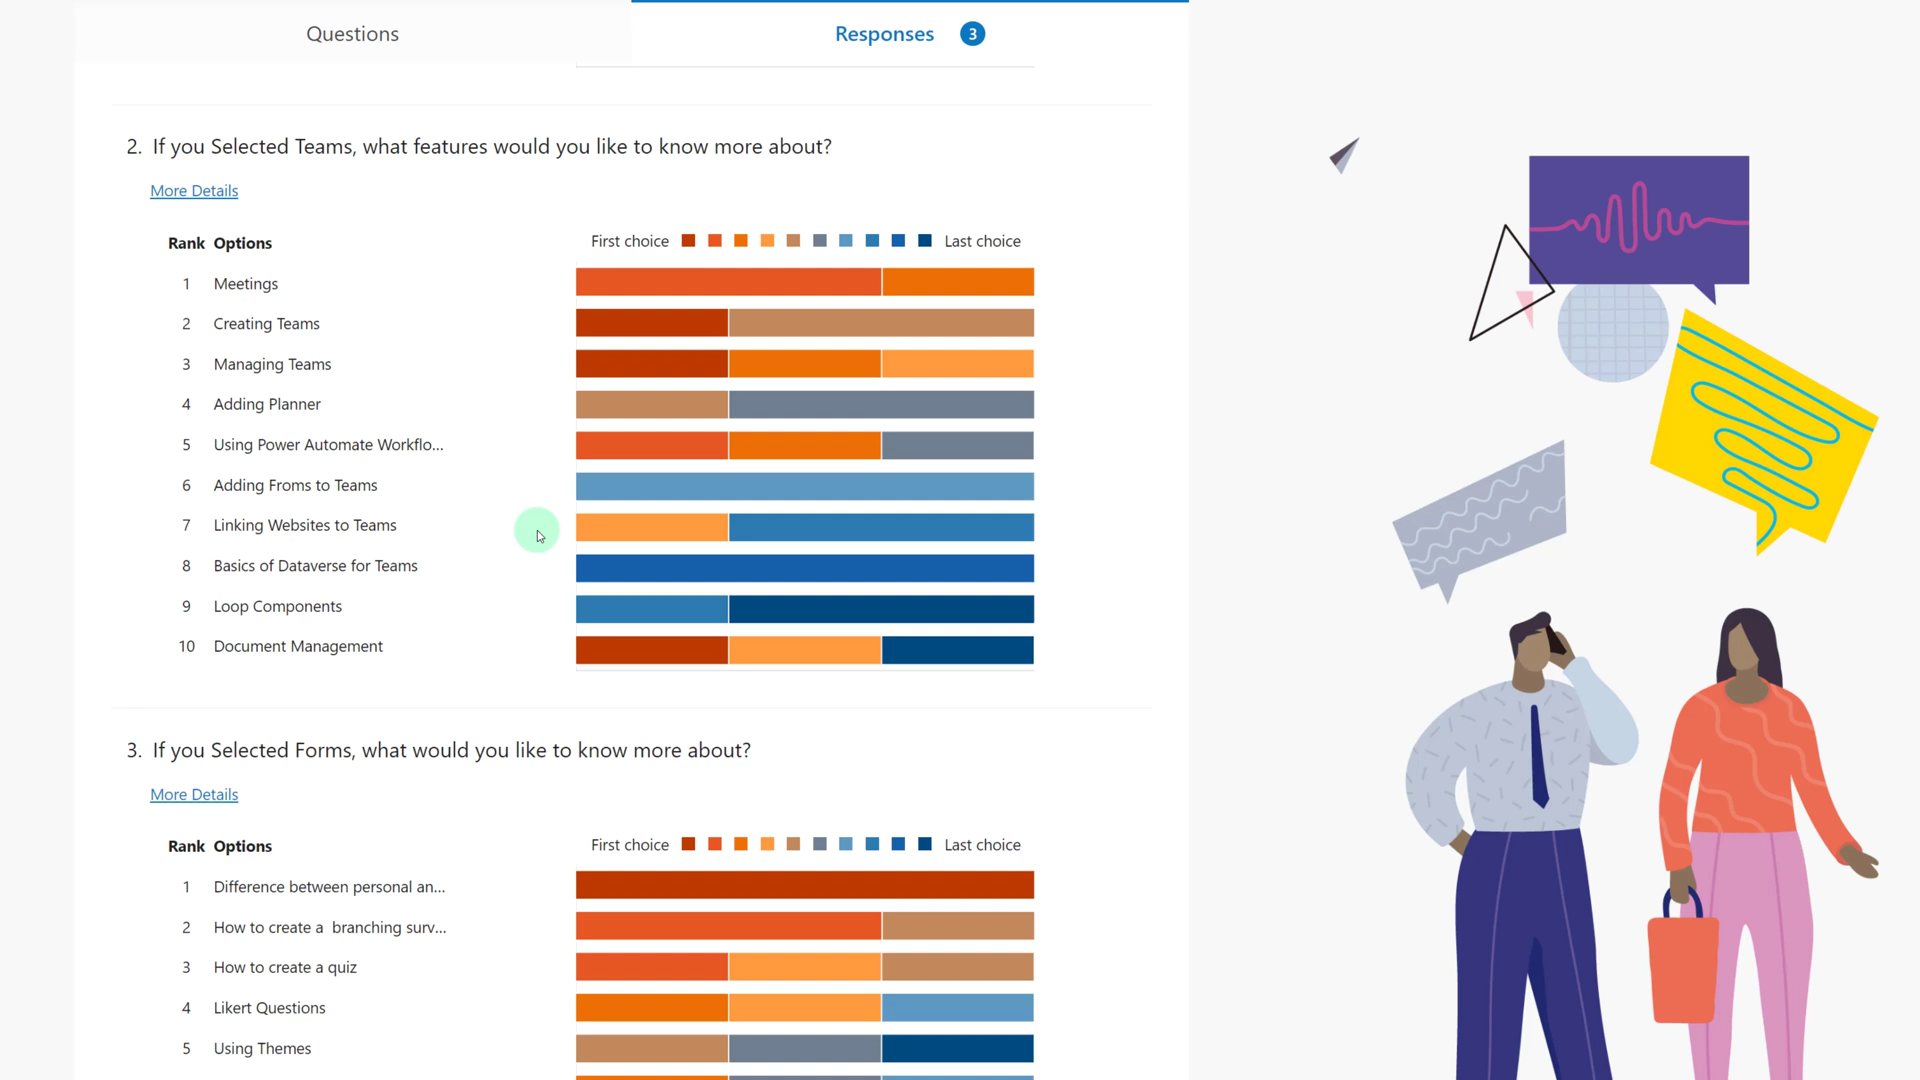 Questions
Responses 3
2. If you Selected Teams, what features would you like to know more about?
More Details
Rank Options
First choice Last choice
1 Meetings
2 Creating Teams
3 Managing Teams
4 Adding Planner
5 Using Power Automate Workflo...
6 Adding Froms to Teams
7 Linking Websites to Teams
8 Basics of Dataverse for Teams
9 Loop Components
10 Document Management
3. If you Selected Forms, what would you like to know more about?
More Details
Rank Options
First choice Last choice
1 Difference between personal an...
2 How to create a  branching surv...
3 How to create a quiz
4 Likert Questions
5 Using Themes